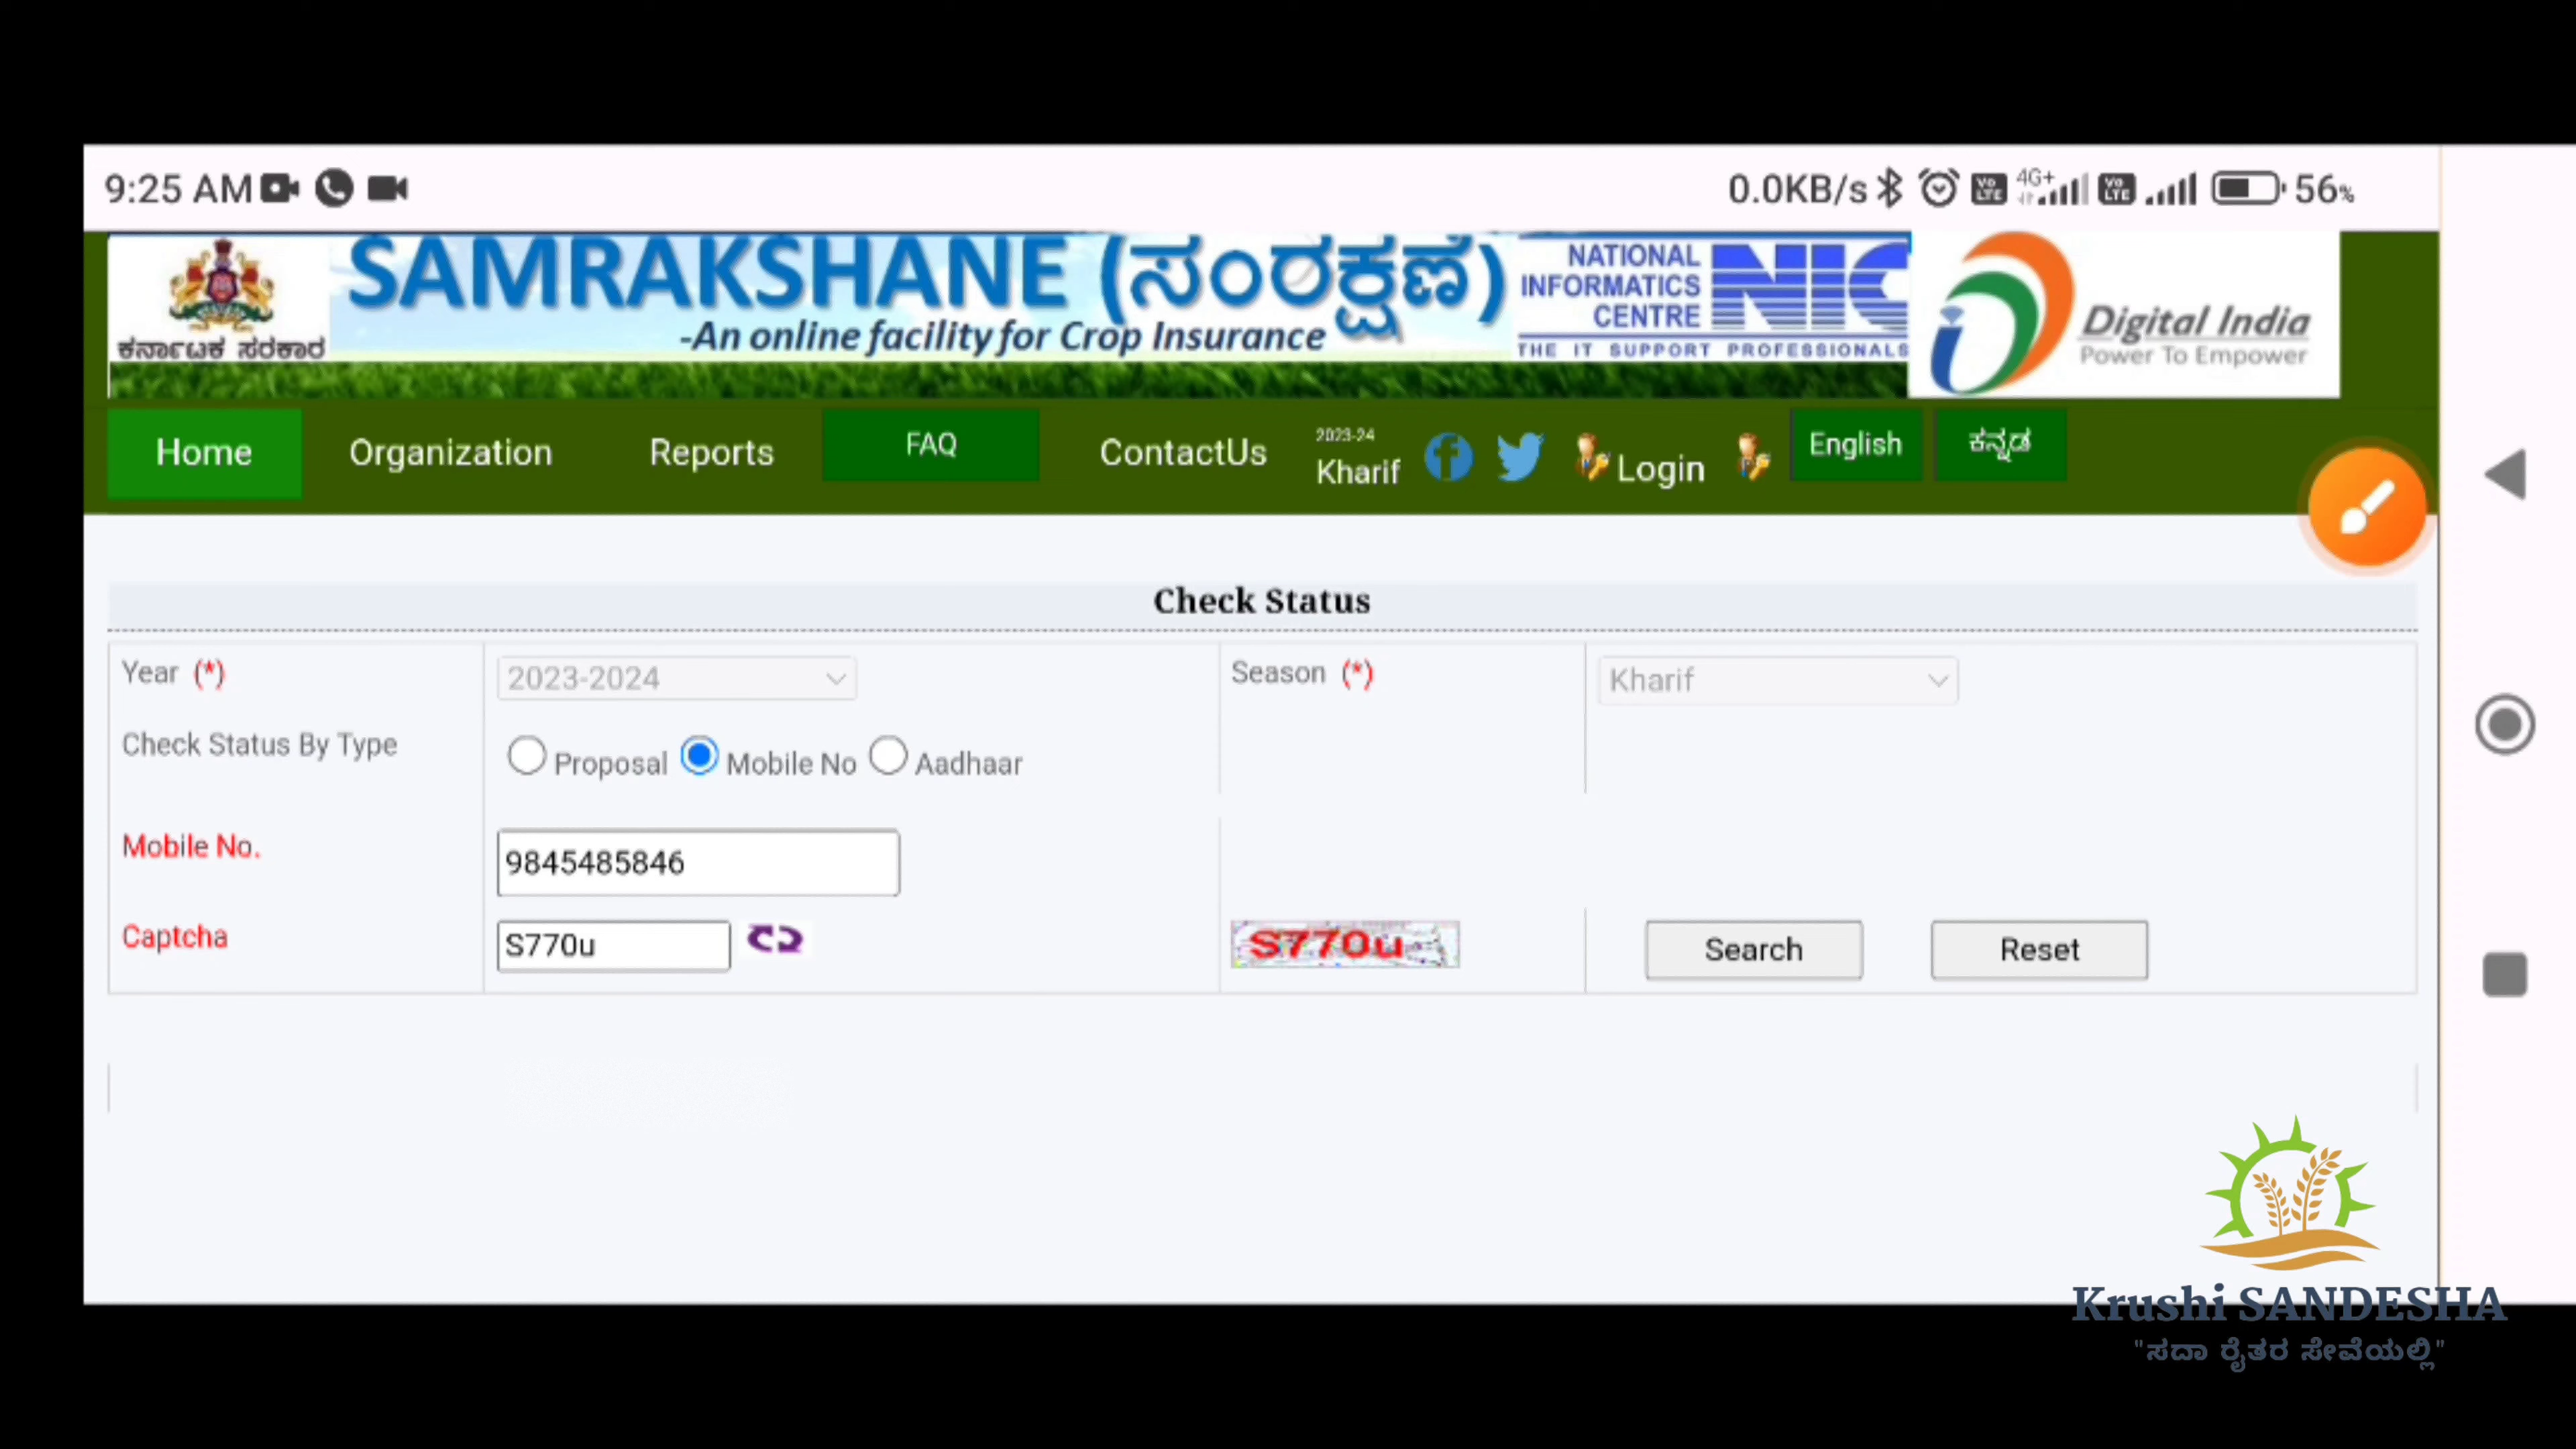 9:25 AM
0.0KB/s 4G+ 56%
ಕರ್ನಾಟಕ ಸರಕಾರ
SAMRAKSHANE (ಸಂರಕ್ಷಣೆ)
-An online facility for Crop Insurance
NATIONAL
INFORMATICS
CENTRE
NIC
THE IT SUPPORT PROFESSIONALS
Digital India
Power To Empower
Home
Organization
Reports
FAQ
ContactUs
2023-24
Kharif
Login
English
ಕನ್ನಡ
Check Status
Year (*)
2023-2024
Season (*)
Kharif
Check Status By Type
Proposal Mobile No Aadhaar
Mobile No.
9845485846
Captcha
S770u
S770u
Search
Reset
Krushi SANDESHA
"ಸದಾ ರೈತರ ಸೇವೆಯಲ್ಲಿ"